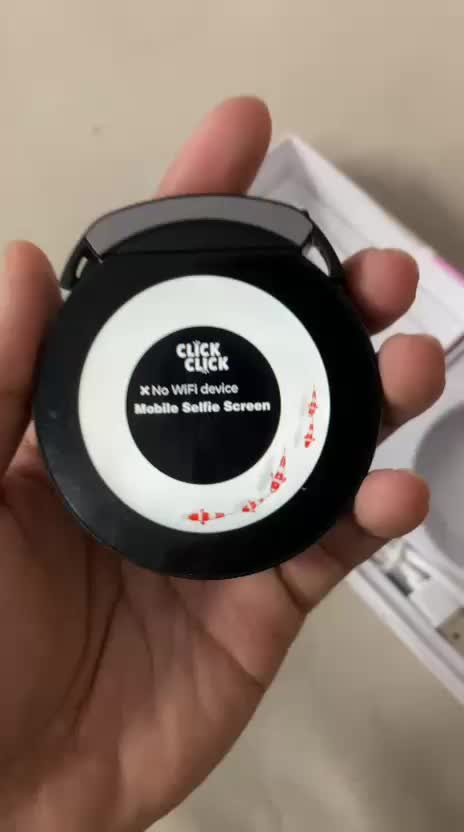 CLICK
CLICK
×No WiFi device
Mobile Selfie Screen